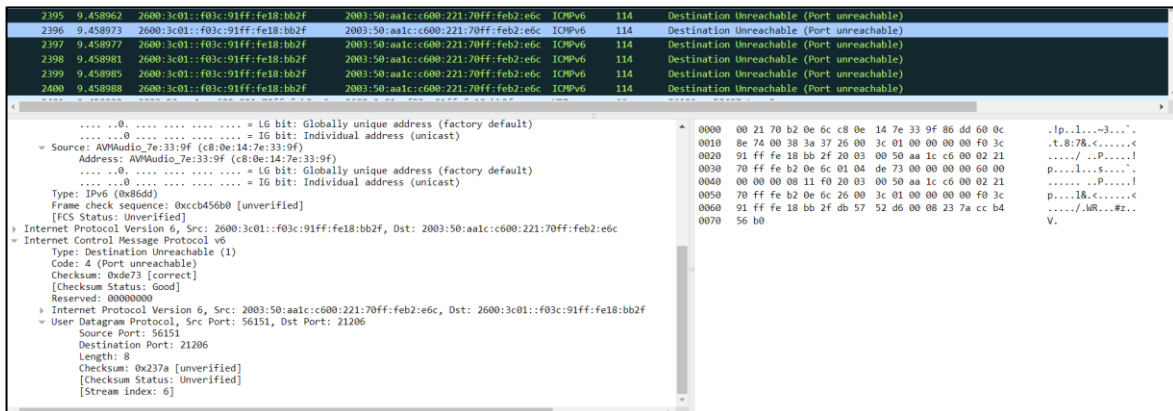 2395 9.458962 2600:3c01::f03c:91ff:fe18:bb2f 2003:50:aa1c:c600:221:70ff:feb2:e6c ICMPv6 114 Destination Unreachable (Port unreachable)
2396 9.458973 2600:3c01::f03c:91ff:fe18:bb2f 2003:50:aa1c:c600:221:70ff:feb2:e6c ICMPv6 114 Destination Unreachable (Port unreachable)
2397 9.458977 2600:3c01::f03c:91ff:fe18:bb2f 2003:50:aa1c:c600:221:70ff:feb2:e6c ICMPv6 114 Destination Unreachable (Port unreachable)
2398 9.458981 2600:3c01::f03c:91ff:fe18:bb2f 2003:50:aa1c:c600:221:70ff:feb2:e6c ICMPv6 114 Destination Unreachable (Port unreachable)
2399 9.458985 2600:3c01::f03c:91ff:fe18:bb2f 2003:50:aa1c:c600:221:70ff:feb2:e6c ICMPv6 114 Destination Unreachable (Port unreachable)
2400 9.458988 2600:3c01::f03c:91ff:fe18:bb2f 2003:50:aa1c:c600:221:70ff:feb2:e6c ICMPv6 114 Destination Unreachable (Port unreachable)
.... ..0. .... .... .... .... = LG bit: Globally unique address (factory default)
.... ...0 .... .... .... .... = IG bit: Individual address (unicast)
Source: AVMAudio_7e:33:9f (c8:0e:14:7e:33:9f)
Address: AVMAudio_7e:33:9f (c8:0e:14:7e:33:9f)
.... ..0. .... .... .... .... = LG bit: Globally unique address (factory default)
.... ...0 .... .... .... .... = IG bit: Individual address (unicast)
Type: IPv6 (0x86dd)
Frame check sequence: 0xccb456b0 [unverified]
[FCS Status: Unverified]
Internet Protocol Version 6, Src: 2600:3c01::f03c:91ff:fe18:bb2f, Dst: 2003:50:aa1c:c600:221:70ff:feb2:e6c
Internet Control Message Protocol v6
Type: Destination Unreachable (1)
Code: 4 (Port unreachable)
Checksum: 0xde73 [correct]
[Checksum Status: Good]
Reserved: 00000000
Internet Protocol Version 6, Src: 2003:50:aa1c:c600:221:70ff:feb2:e6c, Dst: 2600:3c01::f03c:91ff:fe18:bb2f
User Datagram Protocol, Src Port: 56151, Dst Port: 21206
Source Port: 56151
Destination Port: 21206
Length: 8
Checksum: 0x237a [unverified]
[Checksum Status: Unverified]
[Stream index: 6]
0000 00 21 70 b2 0e 6c c8 0e 14 7e 33 9f 86 dd 60 0c .!p..l...~3...`.
0010 8e 74 00 38 3a 37 26 00 3c 01 00 00 00 00 f0 3c .t.8:7&.<......<
0020 91 ff fe 18 bb 2f 20 03 00 50 aa 1c c6 00 02 21 ...../ ..P.....!
0030 70 ff fe b2 0e 6c 01 04 de 73 00 00 00 00 60 00 p....l...s....`.
0040 00 00 00 08 11 f0 20 03 00 50 aa 1c c6 00 02 21 ...... ..P.....!
0050 70 ff fe b2 0e 6c 26 00 3c 01 00 00 00 00 f0 3c p....l&.<......<
0060 91 ff fe 18 bb 2f db 57 52 d6 00 08 23 7a cc b4 ...../.WR...#z..
0070 56 b0 V.